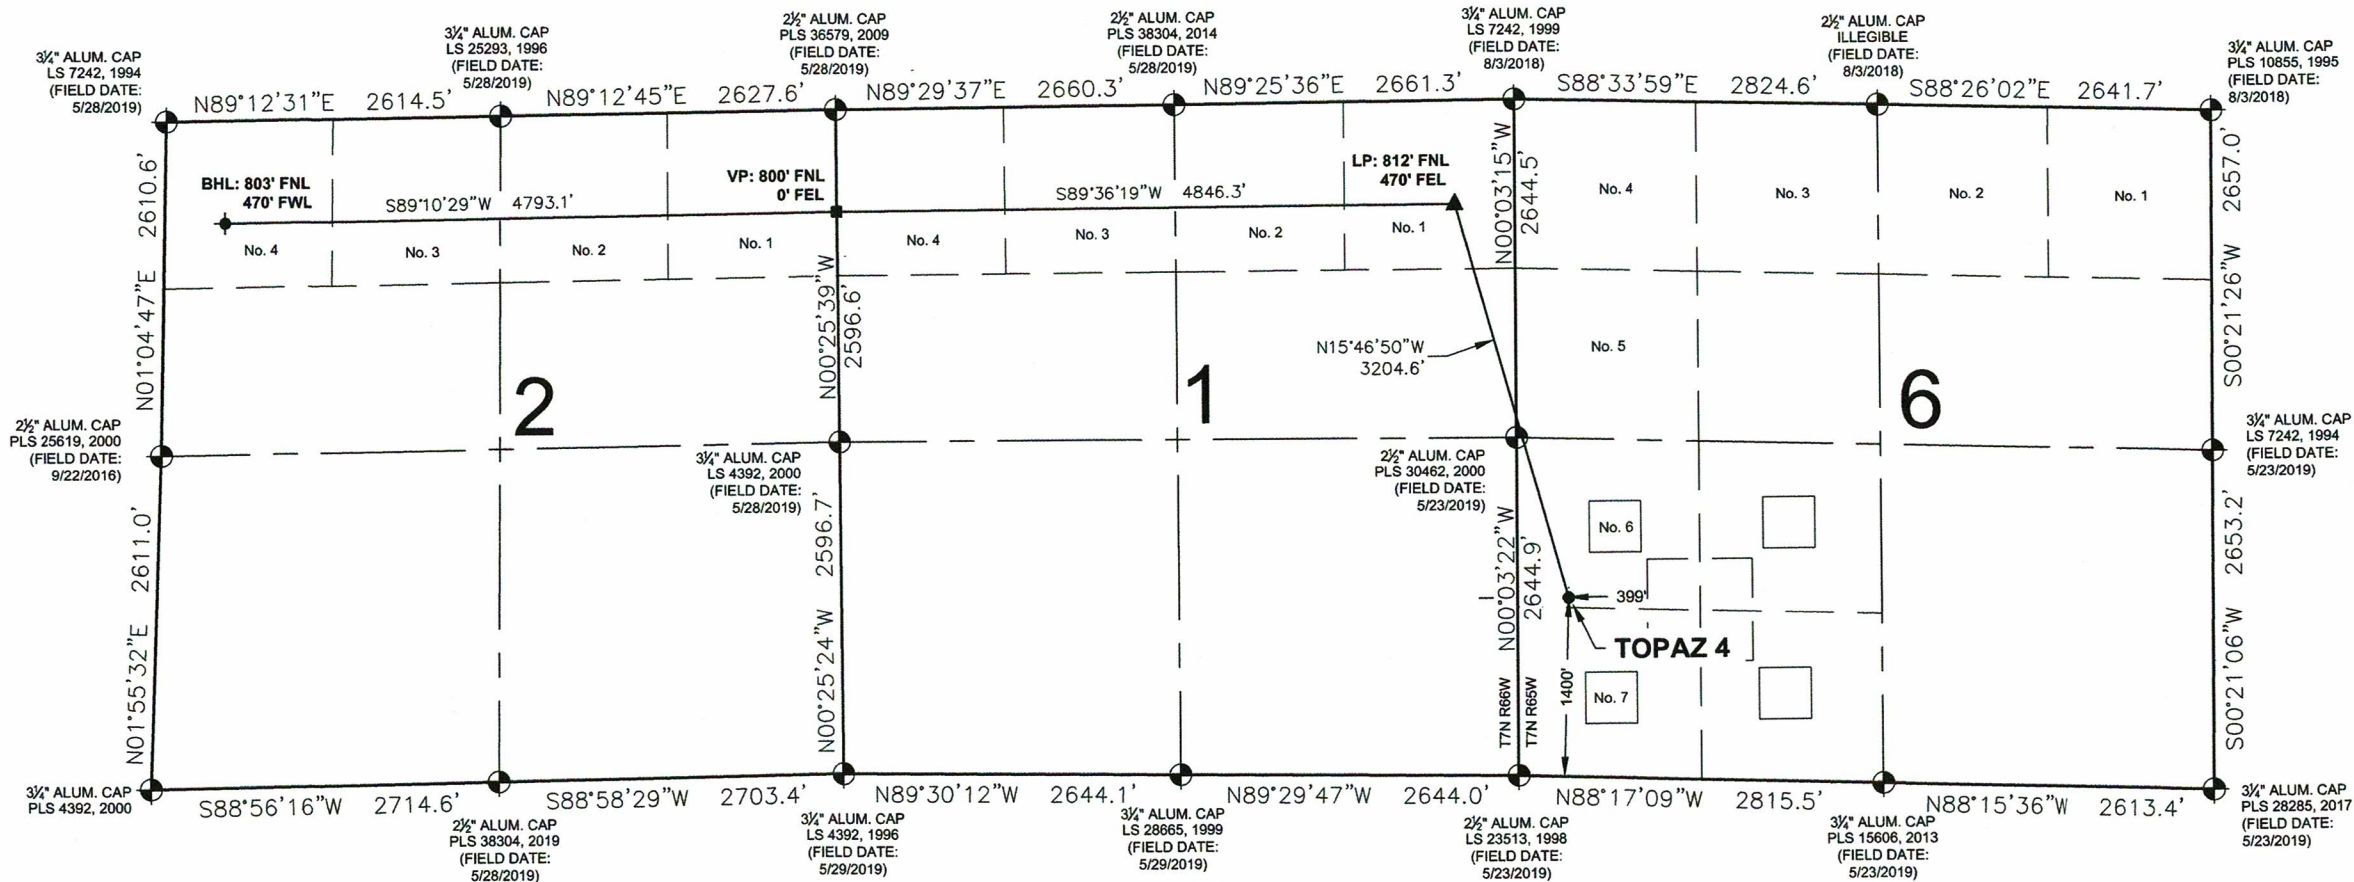 3¼" ALUM. CAP
LS 7242, 1994
(FIELD DATE:
5/28/2019)
3¼" ALUM. CAP
LS 25293, 1996
(FIELD DATE:
5/28/2019)
2½" ALUM. CAP
PLS 36579, 2009
(FIELD DATE:
5/28/2019)
2½" ALUM. CAP
PLS 38304, 2014
(FIELD DATE:
5/28/2019)
3¼" ALUM. CAP
LS 7242, 1999
(FIELD DATE:
8/3/2018)
2½" ALUM. CAP
ILLEGIBLE
(FIELD DATE:
8/3/2018)
3¼" ALUM. CAP
PLS 10855, 1995
(FIELD DATE:
8/3/2018)
N89°12'31"E 2614.5'
N89°12'45"E 2627.6'
N89°29'37"E 2660.3'
N89°25'36"E 2661.3'
S88°33'59"E 2824.6'
S88°26'02"E 2641.7'
N01°04'47"E 2610.6'
BHL: 803' FNL
470' FWL
S89°10'29"W 4793.1'
VP: 800' FNL
0' FEL
S89°36'19"W 4846.3'
LP: 812' FNL
470' FEL
N00°03'15"W
2644.5'
No. 4
No. 3
No. 2
No. 1
S00°21'26"W 2657.0'
No. 4
No. 3
No. 2
No. 1
No. 4
No. 3
No. 2
No. 1
N00°25'39"W
2596.6'
N15°46'50"W
3204.6'
No. 5
2
1
6
2½" ALUM. CAP
PLS 25619, 2000
(FIELD DATE:
9/22/2016)
3¼" ALUM. CAP
LS 4392, 2000
(FIELD DATE:
5/28/2019)
2½" ALUM. CAP
PLS 30462, 2000
(FIELD DATE:
5/23/2019)
3¼" ALUM. CAP
LS 7242, 1994
(FIELD DATE:
5/23/2019)
N01°55'32"E 2611.0'
N00°25'24"W 2596.7'
N00°03'22"W
2644.9'
No. 6
399'
TOPAZ 4
1400'
No. 7
T7N R66W
T7N R65W
S00°21'06"W 2653.2'
3¼" ALUM. CAP
PLS 4392, 2000
S88°56'16"W 2714.6'
S88°58'29"W 2703.4'
N89°30'12"W 2644.1'
N89°29'47"W 2644.0'
N88°17'09"W 2815.5'
N88°15'36"W 2613.4'
3¼" ALUM. CAP
PLS 28285, 2017
(FIELD DATE:
5/23/2019)
2½" ALUM. CAP
PLS 38304, 2019
(FIELD DATE:
5/28/2019)
3¼" ALUM. CAP
LS 4392, 1996
(FIELD DATE:
5/29/2019)
3¼" ALUM. CAP
LS 28665, 1999
(FIELD DATE:
5/29/2019)
2½" ALUM. CAP
LS 23513, 1998
(FIELD DATE:
5/23/2019)
3¼" ALUM. CAP
PLS 15606, 2013
(FIELD DATE:
5/23/2019)